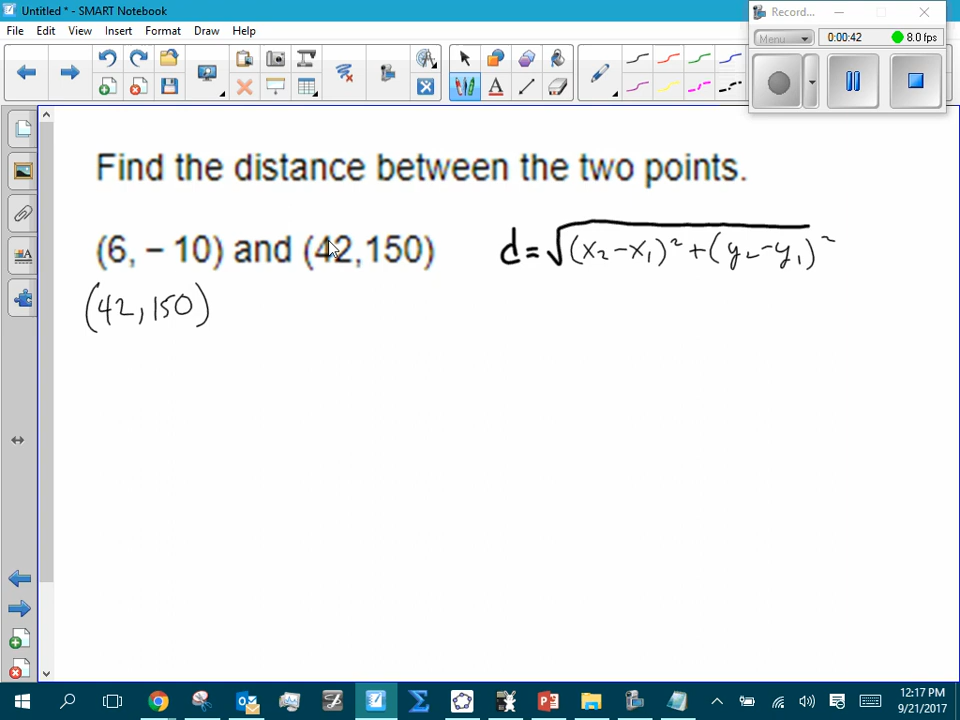 Untitled * - SMART Notebook
Record...
File Edit View Insert Format Draw Help
Menu
0:00:42
8.0 fps
Find the distance between the two points.
(6, − 10) and (42,150)
d=√(x₂−x₁)²+(y₂−y₁)²
(42,150)
12:17 PM
9/21/2017